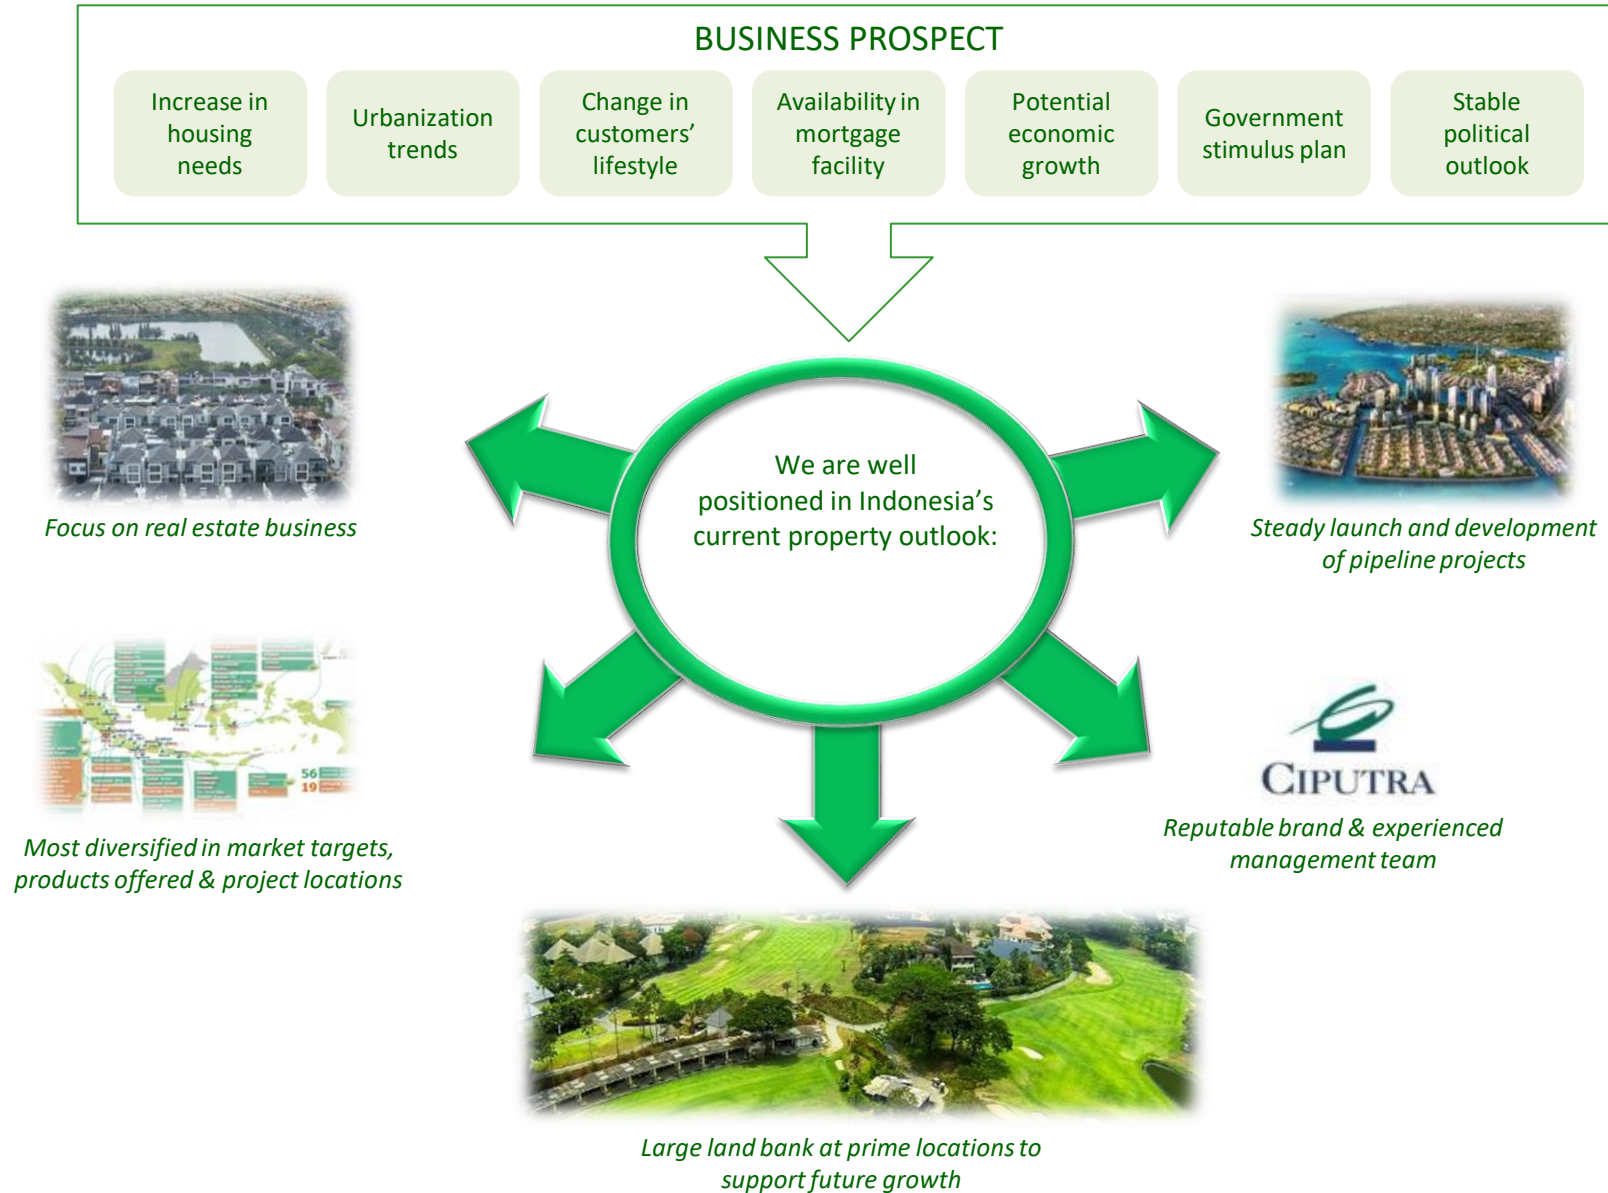 BUSINESS PROSPECT
Increase in
housing
needs
Urbanization
trends
Change in
customers’
lifestyle
Availability in
mortgage
facility
Potential
economic
growth
Government
stimulus plan
Stable
political
outlook
We are well
positioned in Indonesia’s
current property outlook:
Focus on real estate business
Steady launch and development
of pipeline projects
56
19
Most diversified in market targets,
products offered & project locations
CIPUTRA
Reputable brand & experienced
management team
Large land bank at prime locations to
support future growth